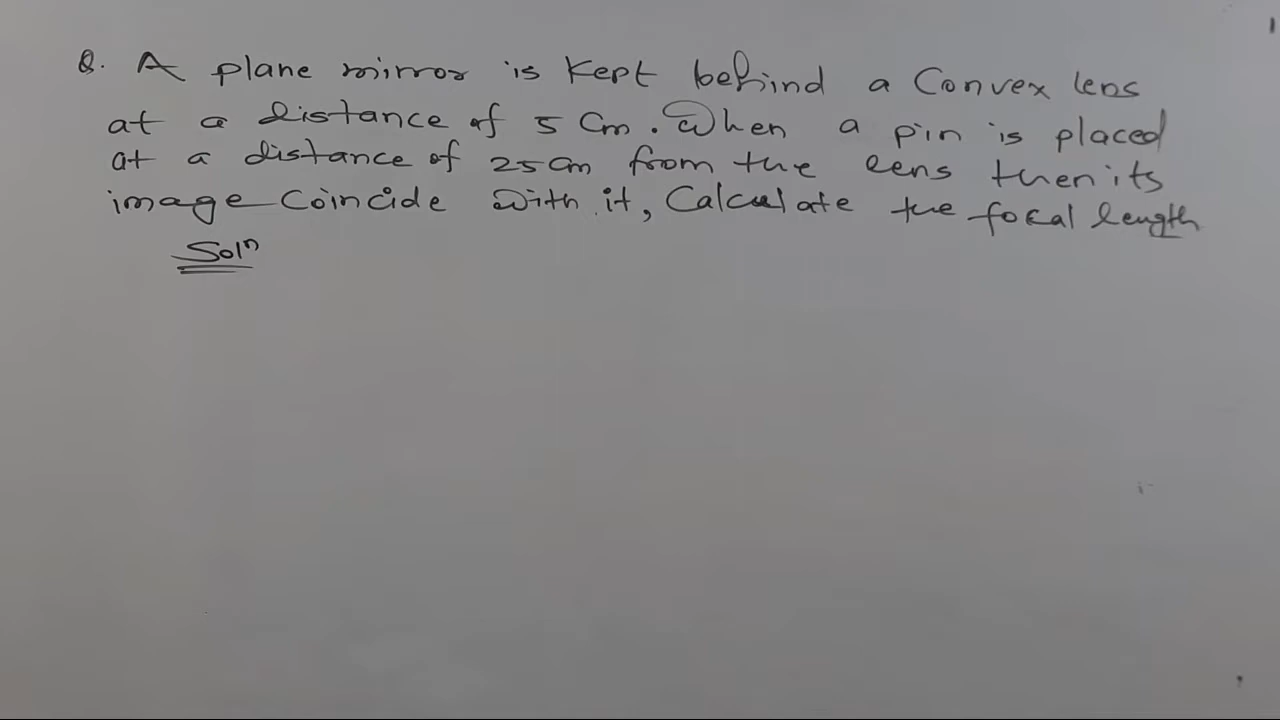 Q. A plane mirror is kept behind a Convex lens
at a distance of 5 Cm. When a pin is placed
at a distance of 25cm from the lens then its
image Coincide with it, Calculate the focal length
Solⁿ